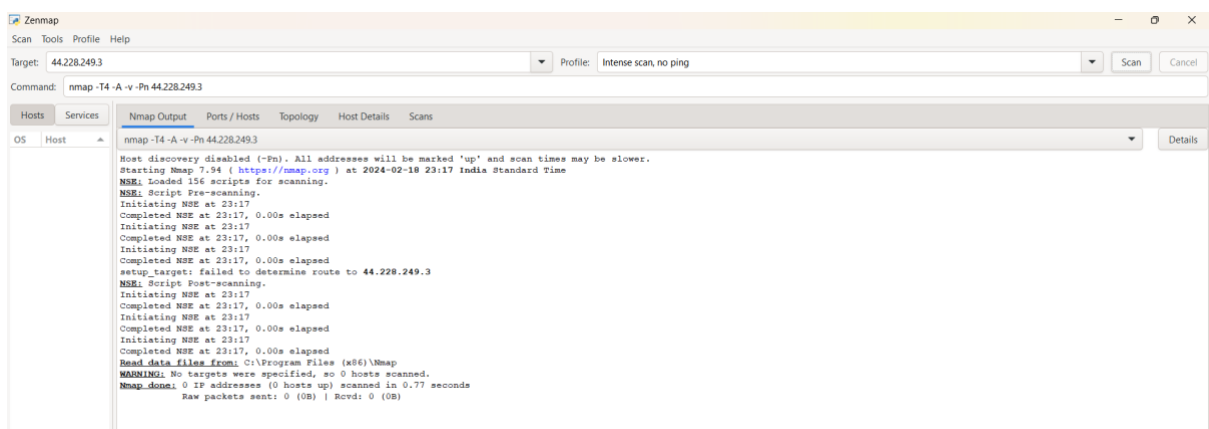 Zenmap
Scan Tools Profile Help
Target: 44.228.249.3 Profile: Intense scan, no ping Scan Cancel
Command: nmap -T4 -A -v -Pn 44.228.249.3
Hosts Services Nmap Output Ports / Hosts Topology Host Details Scans
OS Host nmap -T4 -A -v -Pn 44.228.249.3 Details
Host discovery disabled (-Pn). All addresses will be marked 'up' and scan times may be slower.
Starting Nmap 7.94 ( https://nmap.org ) at 2024-02-18 23:17 India Standard Time
NSE: Loaded 156 scripts for scanning.
NSE: Script Pre-scanning.
Initiating NSE at 23:17
Completed NSE at 23:17, 0.00s elapsed
Initiating NSE at 23:17
Completed NSE at 23:17, 0.00s elapsed
Initiating NSE at 23:17
Completed NSE at 23:17, 0.00s elapsed
setup_target: failed to determine route to 44.228.249.3
NSE: Script Post-scanning.
Initiating NSE at 23:17
Completed NSE at 23:17, 0.00s elapsed
Initiating NSE at 23:17
Completed NSE at 23:17, 0.00s elapsed
Initiating NSE at 23:17
Completed NSE at 23:17, 0.00s elapsed
Read data files from: C:\Program Files (x86)\Nmap
WARNING: No targets were specified, so 0 hosts scanned.
Nmap done: 0 IP addresses (0 hosts up) scanned in 0.77 seconds
Raw packets sent: 0 (0B) | Rcvd: 0 (0B)